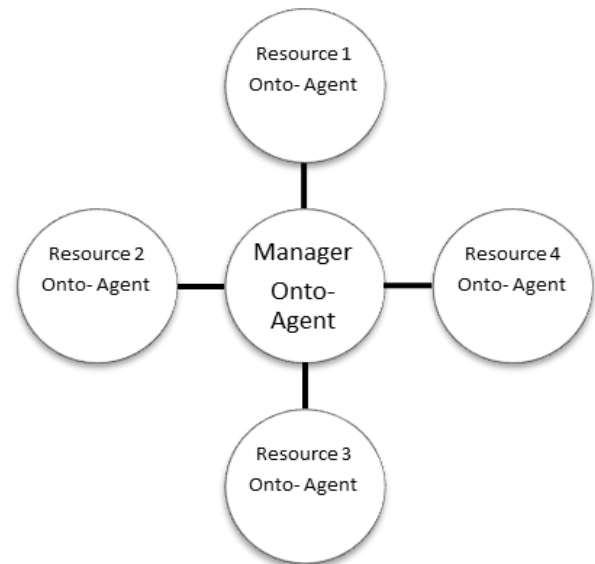 Resource 1
Onto- Agent
Resource 2
Onto- Agent
Manager
Onto-
Agent
Resource 4
Onto- Agent
Resource 3
Onto- Agent